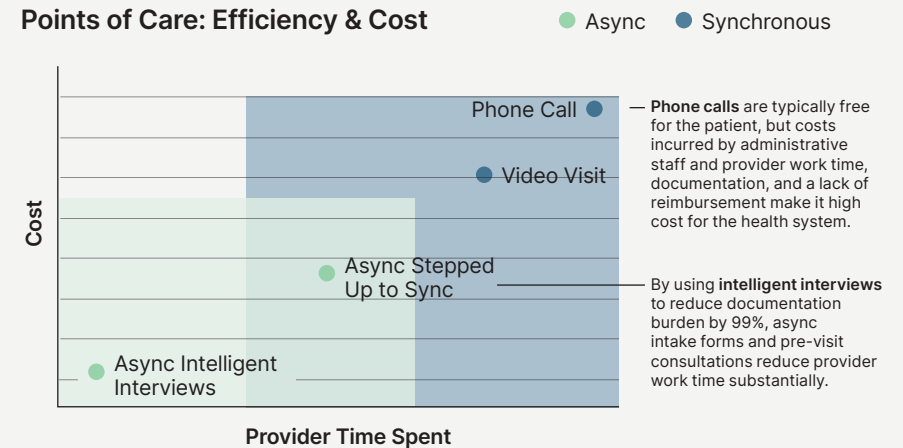 Points of Care: Efficiency & Cost
Async
Synchronous
Phone Call
Phone calls are typically free
for the patient, but costs
incurred by administrative
staff and provider work time,
documentation, and a lack of
reimbursement make it high
cost for the health system.
Video Visit
Cost
Async Stepped
Up to Sync
By using intelligent interviews
to reduce documentation
burden by 99%, async
intake forms and pre-visit
consultations reduce provider
work time substantially.
Async Intelligent
Interviews
Provider Time Spent